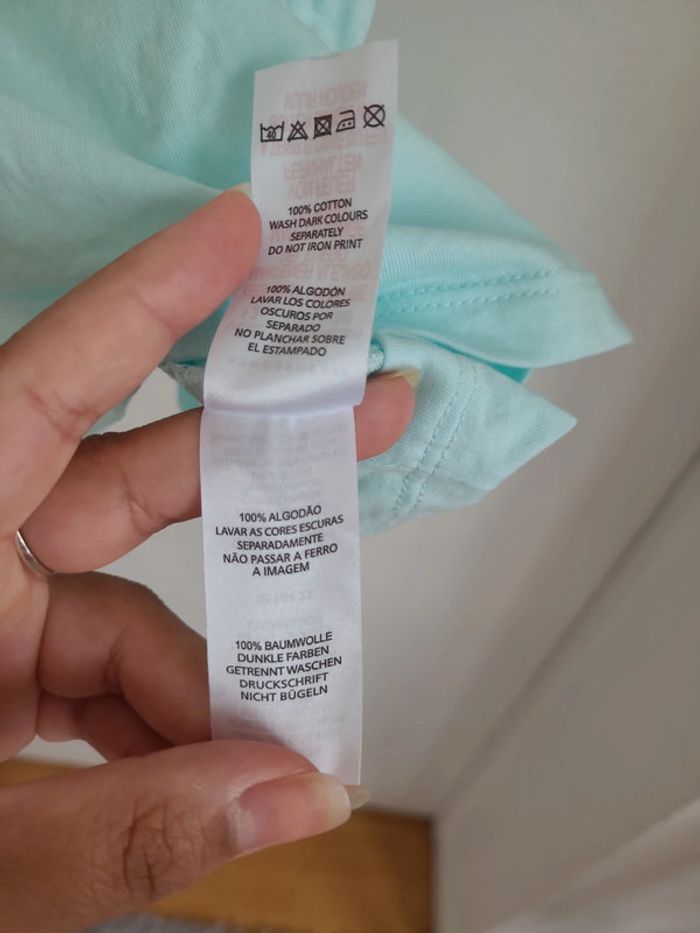 40
100% COTTON
WASH DARK COLOURS
SEPARATELY
DO NOT IRON PRINT
100% ALGODÓN
LAVAR LOS COLORES
OSCUROS POR
SEPARADO
NO PLANCHAR SOBRE
EL ESTAMPADO
100% ALGODÃO
LAVAR AS CORES ESCURAS
SEPARADAMENTE
NÃO PASSAR A FERRO
A IMAGEM
100% BAUMWOLLE
DUNKLE FARBEN
GETRENNT WASCHEN
DRUCKSCHRIFT
NICHT BÜGELN